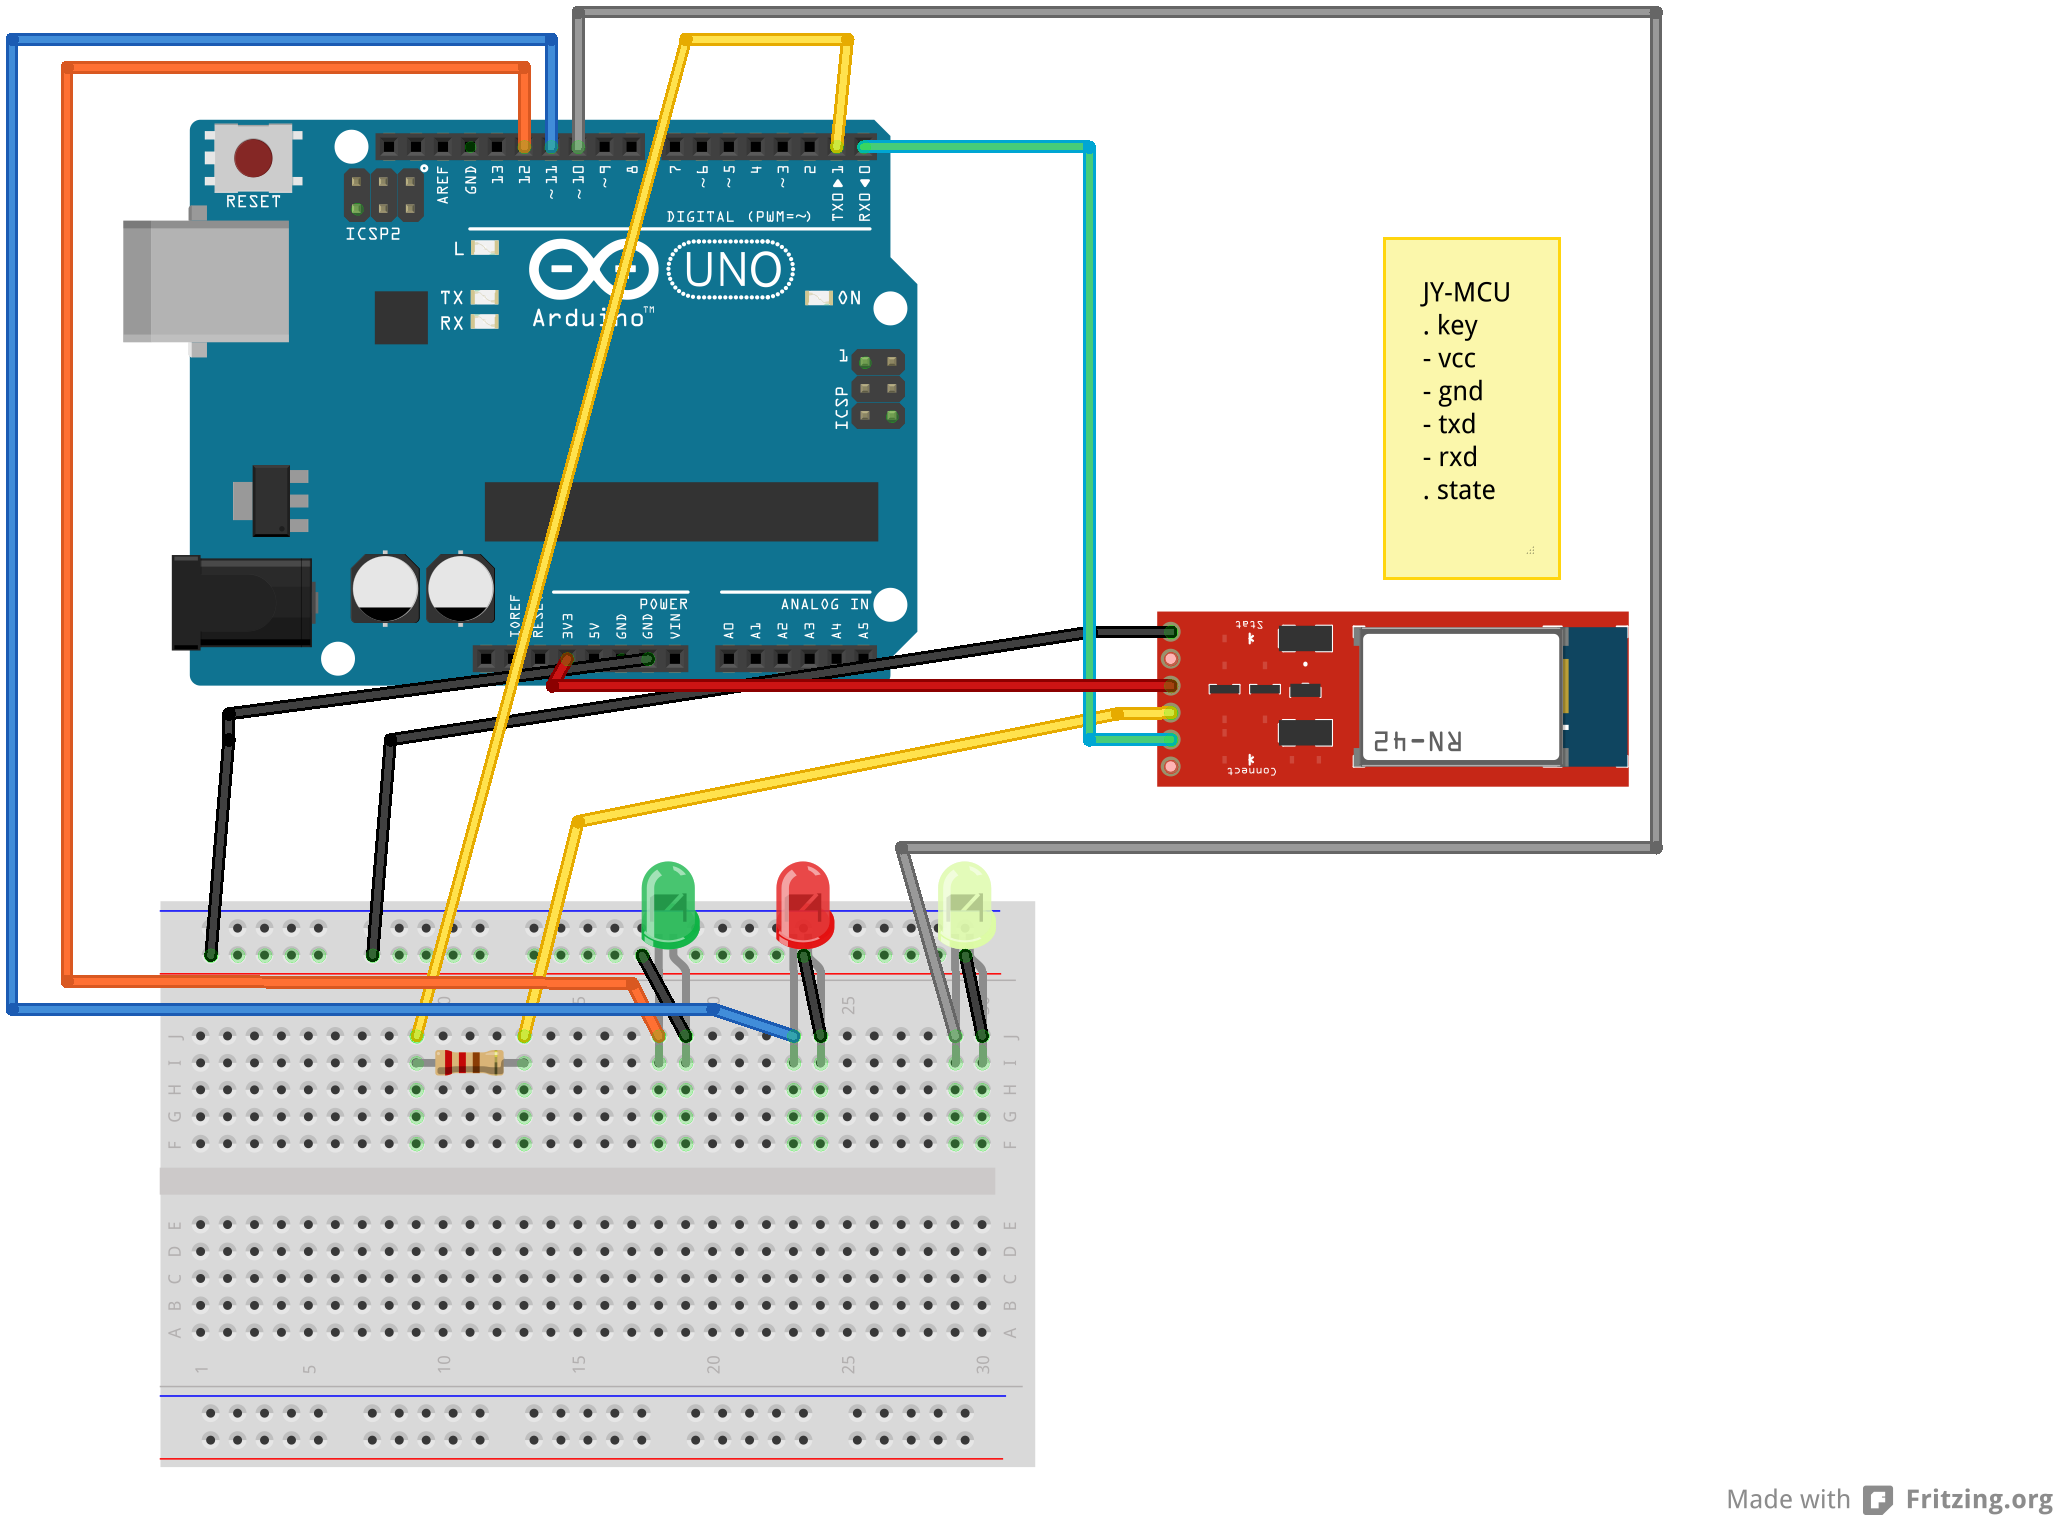 RESET
ICSP2
AREF
GND
13
12
~11
~10
~9
8
7
~6
~5
4
~3
2
TX0▶1
RX0◀0
DIGITAL (PWM=~)
L
TX
RX
UNO
Arduino™
ON
1
ICSP
JY-MCU
. key
- vcc
- gnd
- txd
- rxd
. state
IOREF
RESET
3V3
5V
GND
GND
VIN
POWER
A0
A1
A2
A3
A4
A5
ANALOG IN
Stat
RN-42
Connect
25
J J
I I
H H
G G
F F
E E
D D
C C
B B
A A
1 5 10 15 20 25 30
Made with Fritzing.org